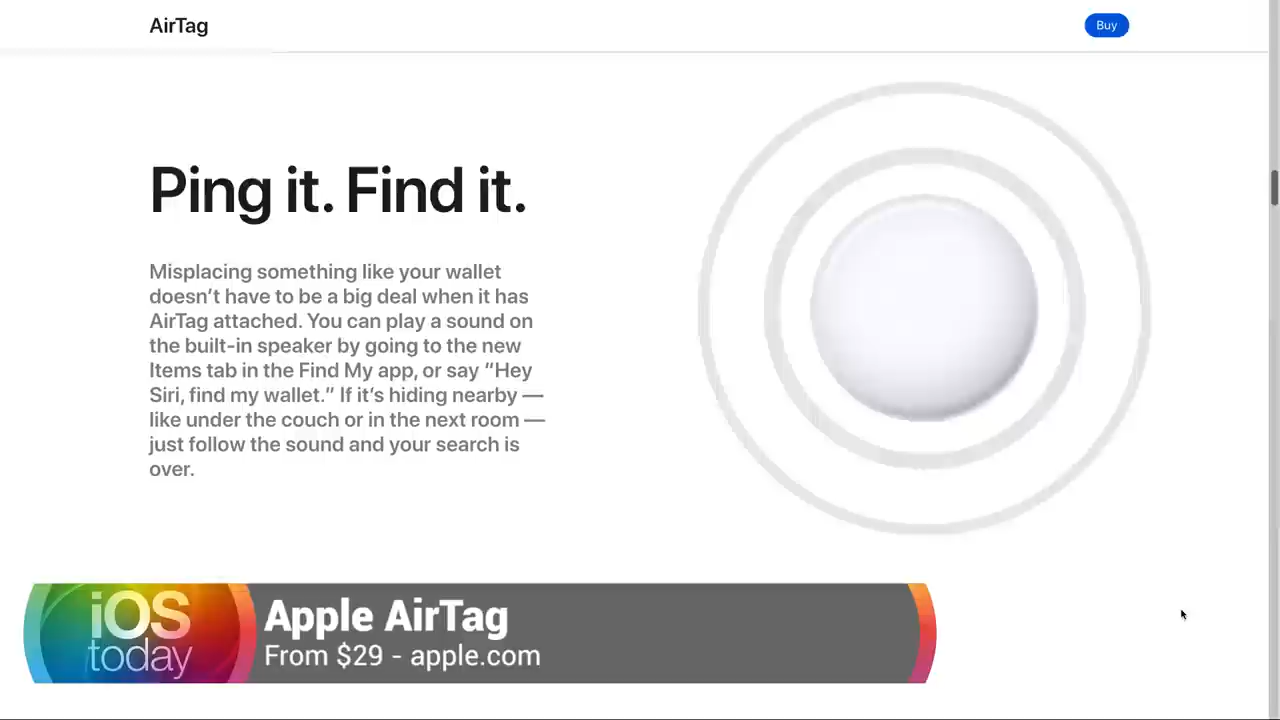 AirTag
Buy
Ping it. Find it.
Misplacing something like your wallet
doesn’t have to be a big deal when it has
AirTag attached. You can play a sound on
the built-in speaker by going to the new
Items tab in the Find My app, or say “Hey
Siri, find my wallet.” If it’s hiding nearby —
like under the couch or in the next room —
just follow the sound and your search is
over.
iOS
today
Apple AirTag
From $29 - apple.com